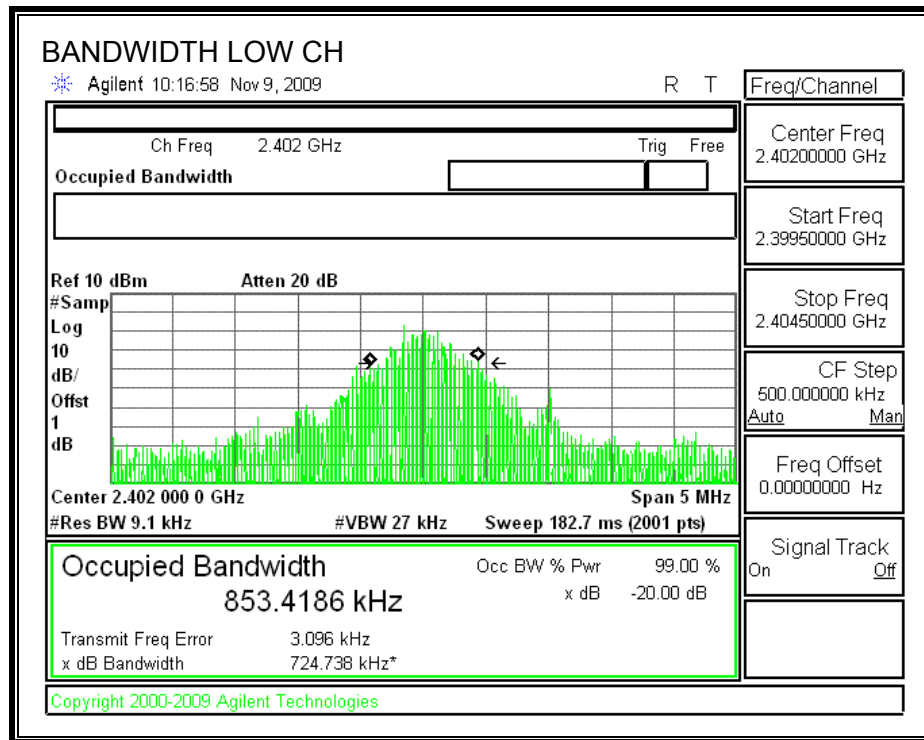 BANDWIDTH LOW CH
Agilent 10:16:58 Nov 9, 2009 R T
Freq/Channel
Ch Freq 2.402 GHz Trig Free
Occupied Bandwidth
Center Freq
2.40200000 GHz
Start Freq
2.39950000 GHz
Stop Freq
2.40450000 GHz
CF Step
500.000000 kHz
Auto Man
Freq Offset
0.00000000 Hz
Signal Track
On Off
Ref 10 dBm Atten 20 dB
#Samp
Log
10
dB/
Offst
1
dB
Center 2.402 000 0 GHz Span 5 MHz
#Res BW 9.1 kHz #VBW 27 kHz Sweep 182.7 ms (2001 pts)
Occupied Bandwidth Occ BW % Pwr 99.00 %
853.4186 kHz x dB -20.00 dB
Transmit Freq Error 3.096 kHz
x dB Bandwidth 724.738 kHz*
Copyright 2000-2009 Agilent Technologies